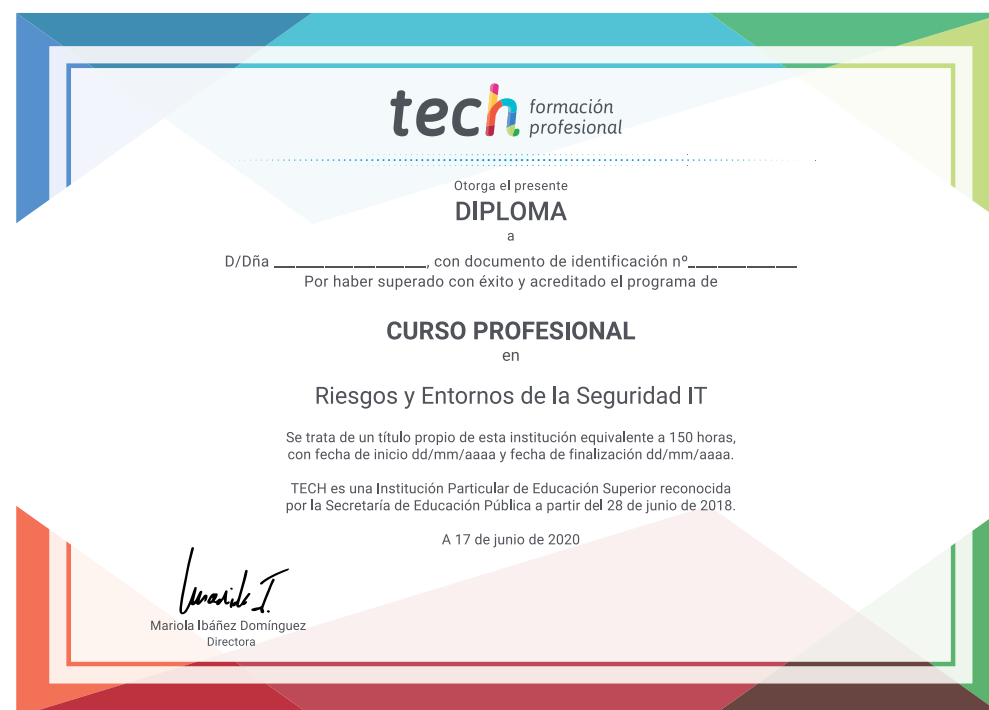 tech formación
profesional
Otorga el presente
DIPLOMA
a
D/Dña ______________, con documento de identificación nº__________
Por haber superado con éxito y acreditado el programa de
CURSO PROFESIONAL
en
Riesgos y Entornos de la Seguridad IT
Se trata de un título propio de esta institución equivalente a 150 horas,
con fecha de inicio dd/mm/aaaa y fecha de finalización dd/mm/aaaa.
TECH es una Institución Particular de Educación Superior reconocida
por la Secretaría de Educación Pública a partir del 28 de junio de 2018.
A 17 de junio de 2020
Mariola Ibáñez Domínguez
Directora